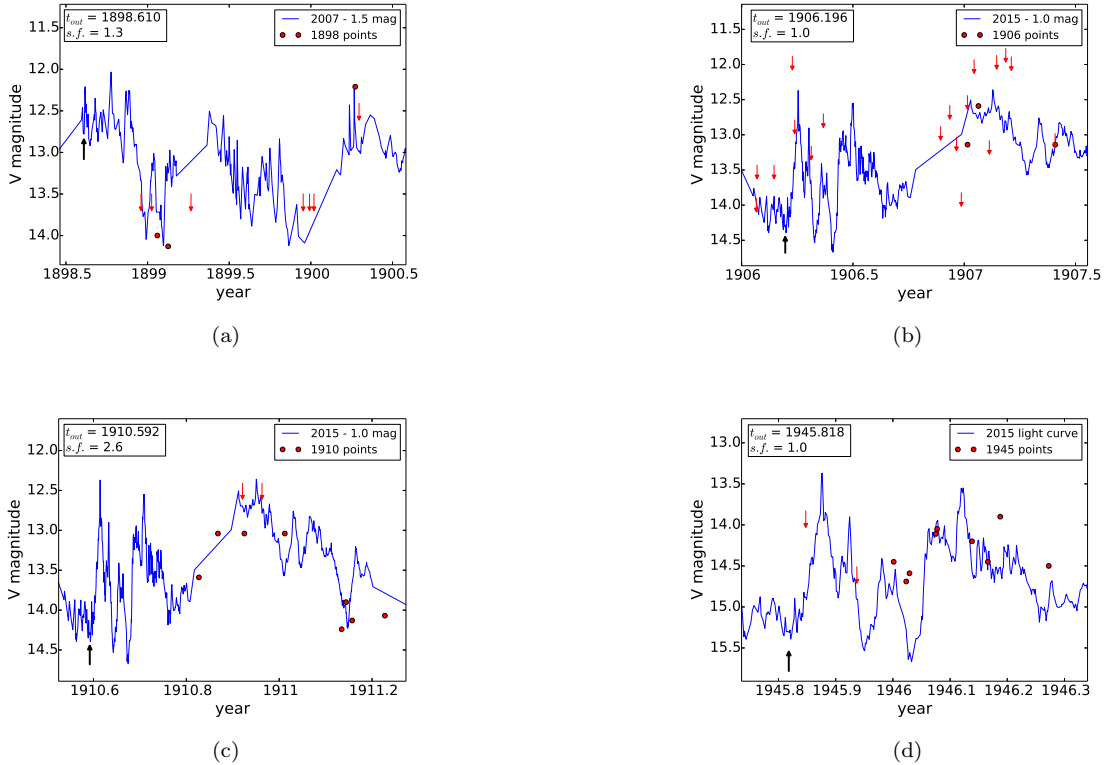 t_out = 1898.610
s.f. = 1.3
2007 - 1.5 mag
1898 points
11.5
12.0
12.5
13.0
13.5
14.0
V magnitude
1898.5
1899
1899.5
1900
1900.5
year
(a)
t_out = 1906.196
s.f. = 1.0
2015 - 1.0 mag
1906 points
11.5
12.0
12.5
13.0
13.5
14.0
14.5
V magnitude
1906
1906.5
1907
1907.5
year
(b)
t_out = 1910.592
s.f. = 2.6
2015 - 1.0 mag
1910 points
12.0
12.5
13.0
13.5
14.0
14.5
V magnitude
1910.6
1910.8
1911
1911.2
year
(c)
t_out = 1945.818
s.f. = 1.0
2015 light curve
1945 points
13.0
13.5
14.0
14.5
15.0
15.5
V magnitude
1945.8
1945.9
1946
1946.1
1946.2
1946.3
year
(d)